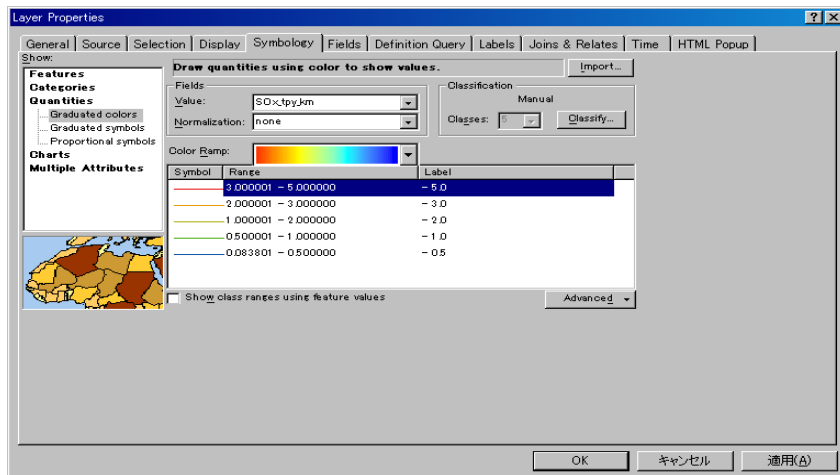 Layer Properties
General Source Selection Display Symbology Fields Definition Query Labels Joins & Relates Time HTML Popup
Show:
Features
Categories
Quantities
Graduated colors
Graduated symbols
Proportional symbols
Charts
Multiple Attributes
Draw quantities using color to show values.
Import...
Fields
Value: SOx_tpy_km
Normalization: none
Classification
Manual
Classes: 5 Classify...
Color Ramp:
Symbol Range Label
3.000001 - 5.000000 - 5.0
2.000001 - 3.000000 - 3.0
1.000001 - 2.000000 - 2.0
0.500001 - 1.000000 - 1.0
0.083801 - 0.500000 - 0.5
Show class ranges using feature values
Advanced
OK キャンセル 適用(A)